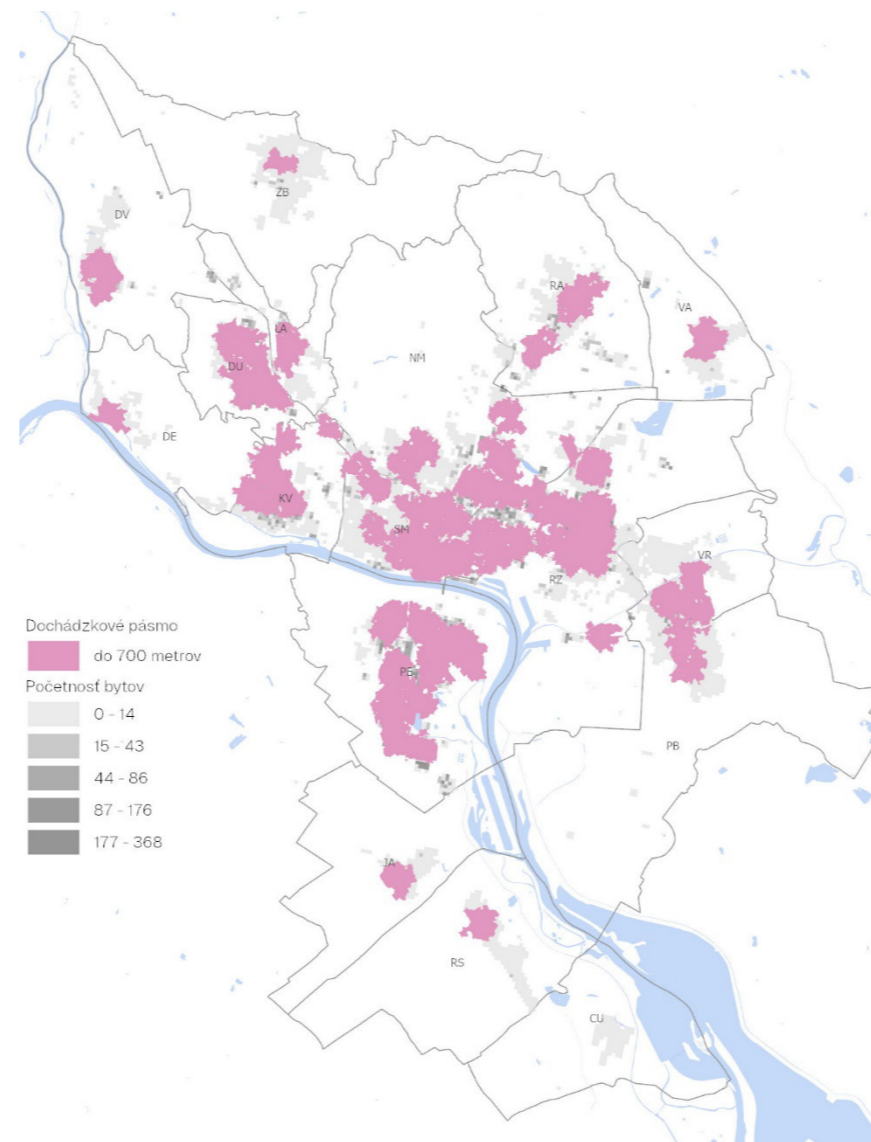 ZB
DV
RA
VA
LA
NM
DU
DE
KV
SM
VR
RZ
Dochádzkové pásmo
do 700 metrov
Početnosť bytov
0 - 14
15 - 43
44 - 86
87 - 176
177 - 368
PE
PB
JA
RS
CU